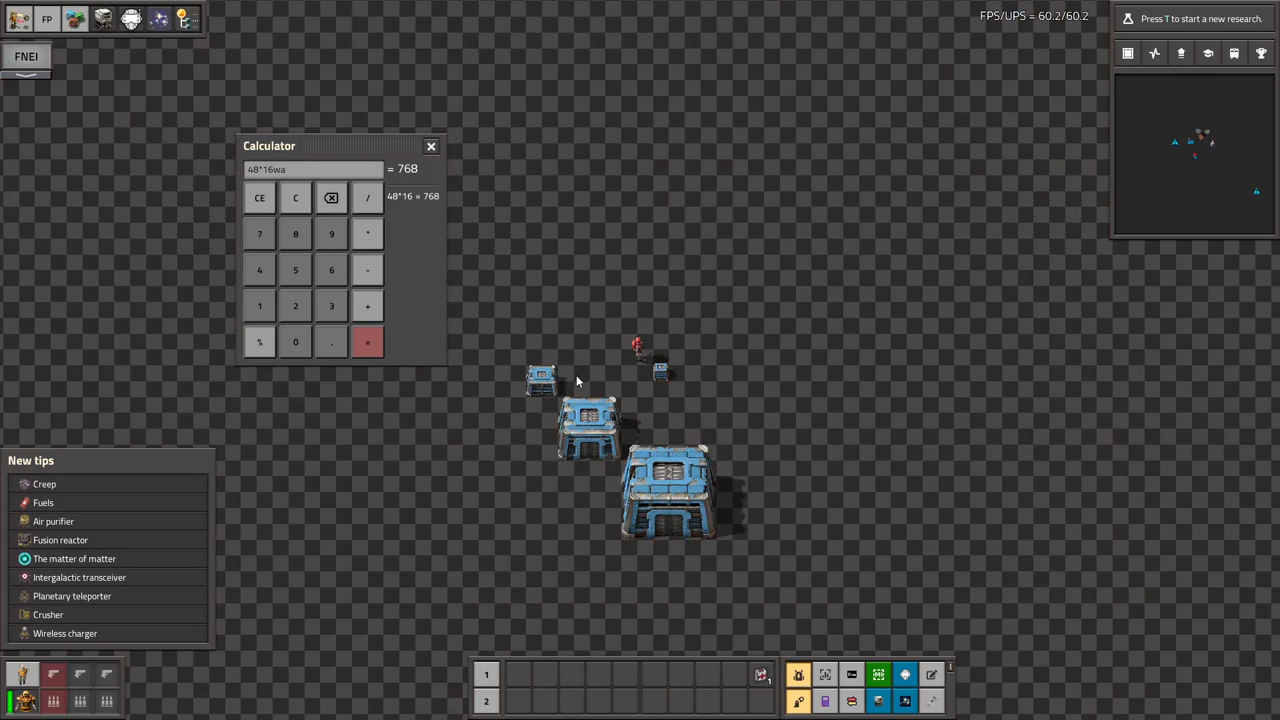 FP
FPS/UPS = 60.2/60.2
Press T to start a new research.
FNEI
Calculator
48*16wa
= 768
CE
C
/
48*16 = 768
7
8
9
*
4
5
6
-
1
2
3
+
%
0
.
=
New tips
Creep
Fuels
Air purifier
Fusion reactor
The matter of matter
Intergalactic transceiver
Planetary teleporter
Crusher
Wireless charger
1
1
2